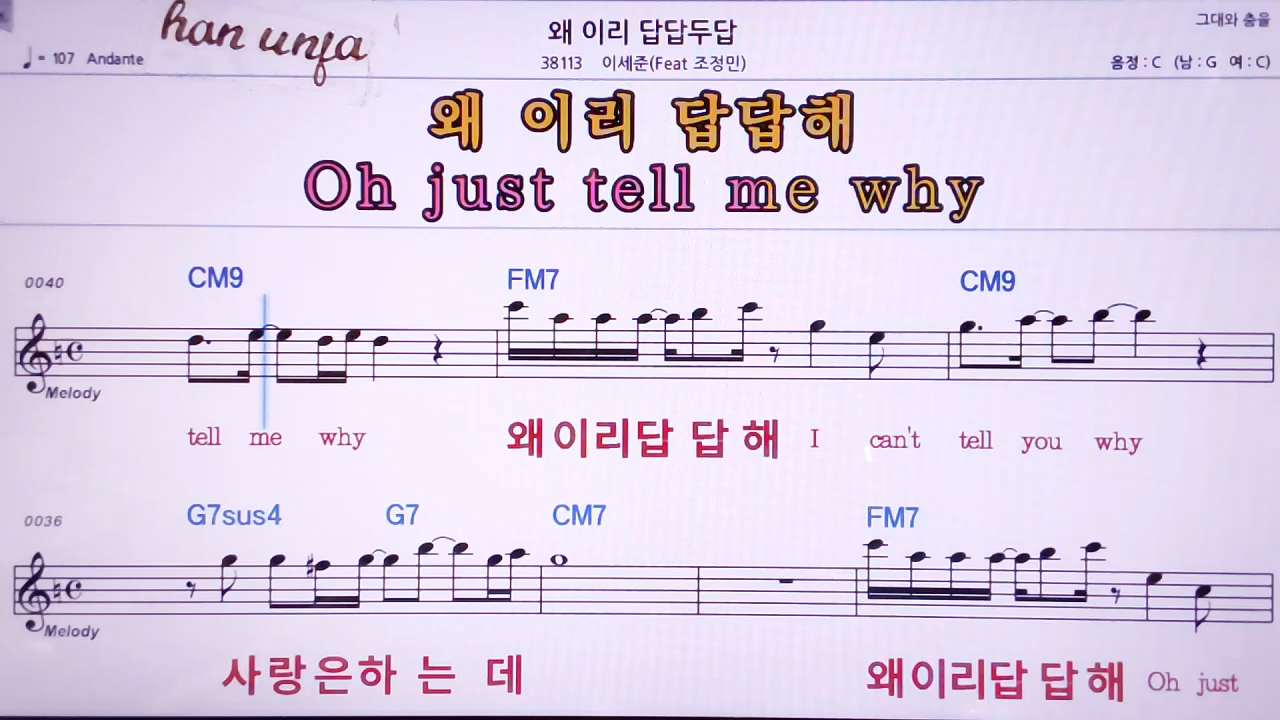 han unja
왜 이리 답답두답
그대와 춤을
♩= 107 Andante
38113 이세준(Feat 조정민)
음정 : C (남 : G 여 : C)
왜 이리 답답해
Oh just tell me why
0040
CM9 FM7 CM9
Melody
tell me why 왜이리답 답 해 I can't tell you why
0036
G7sus4 G7 CM7 FM7
Melody
사랑은하 는 데 왜이리답 답 해 Oh just